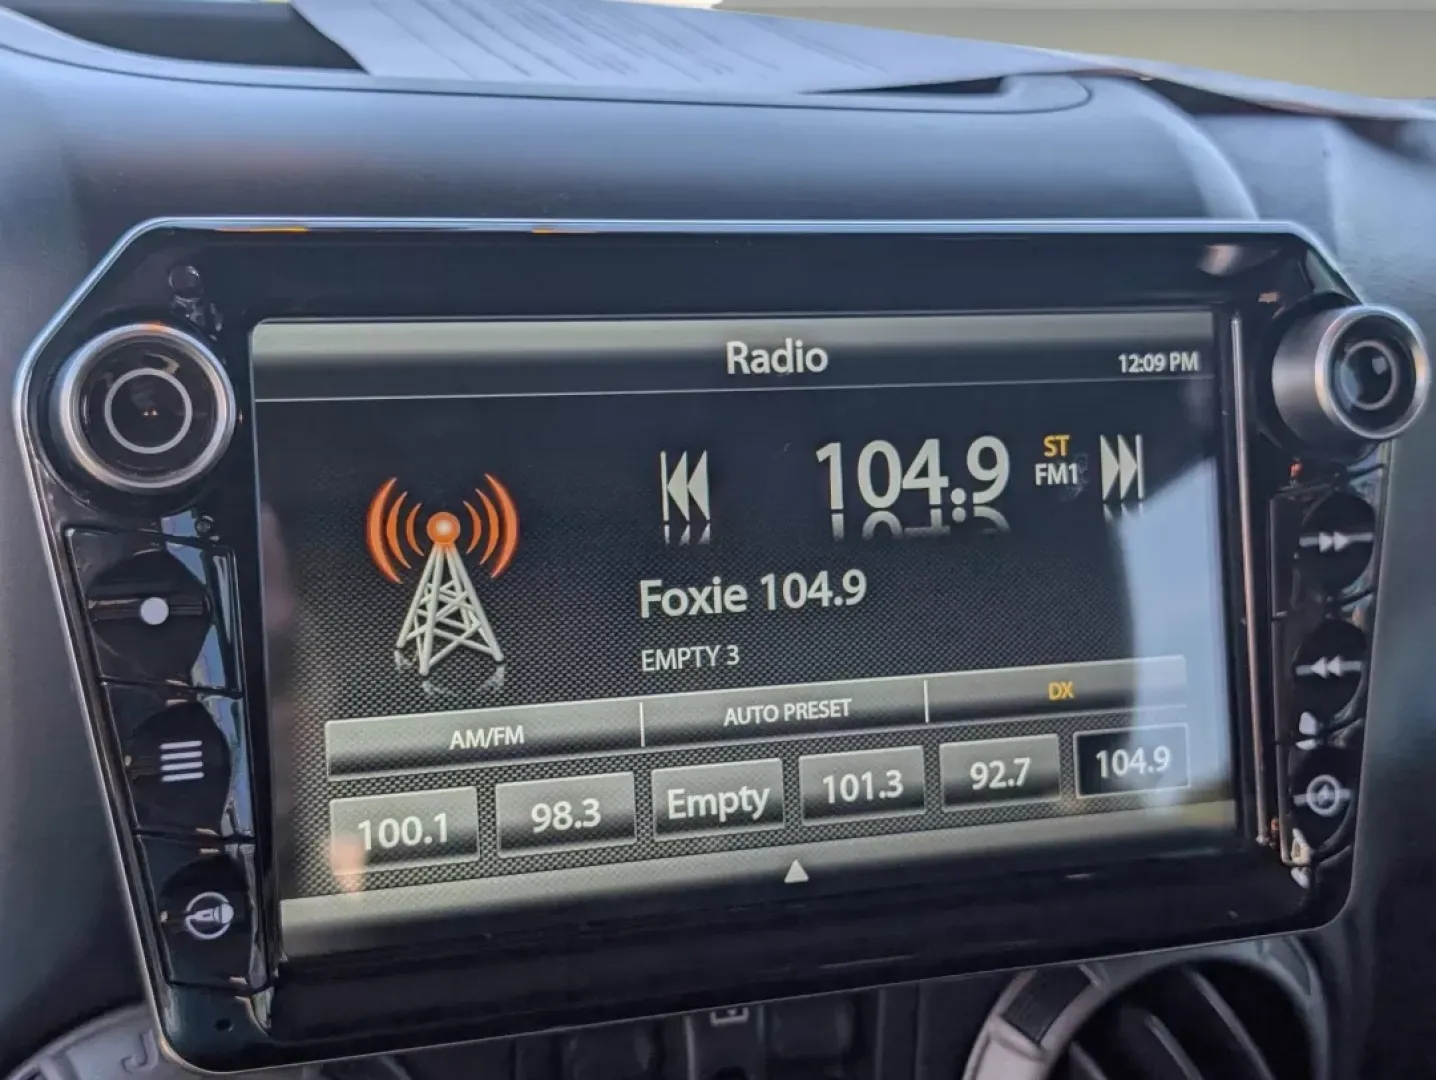 Radio
12:09 PM
104.9
ST
FM1
Foxie 104.9
EMPTY 3
AM/FM AUTO PRESET DX
100.1 98.3 Empty 101.3 92.7 104.9